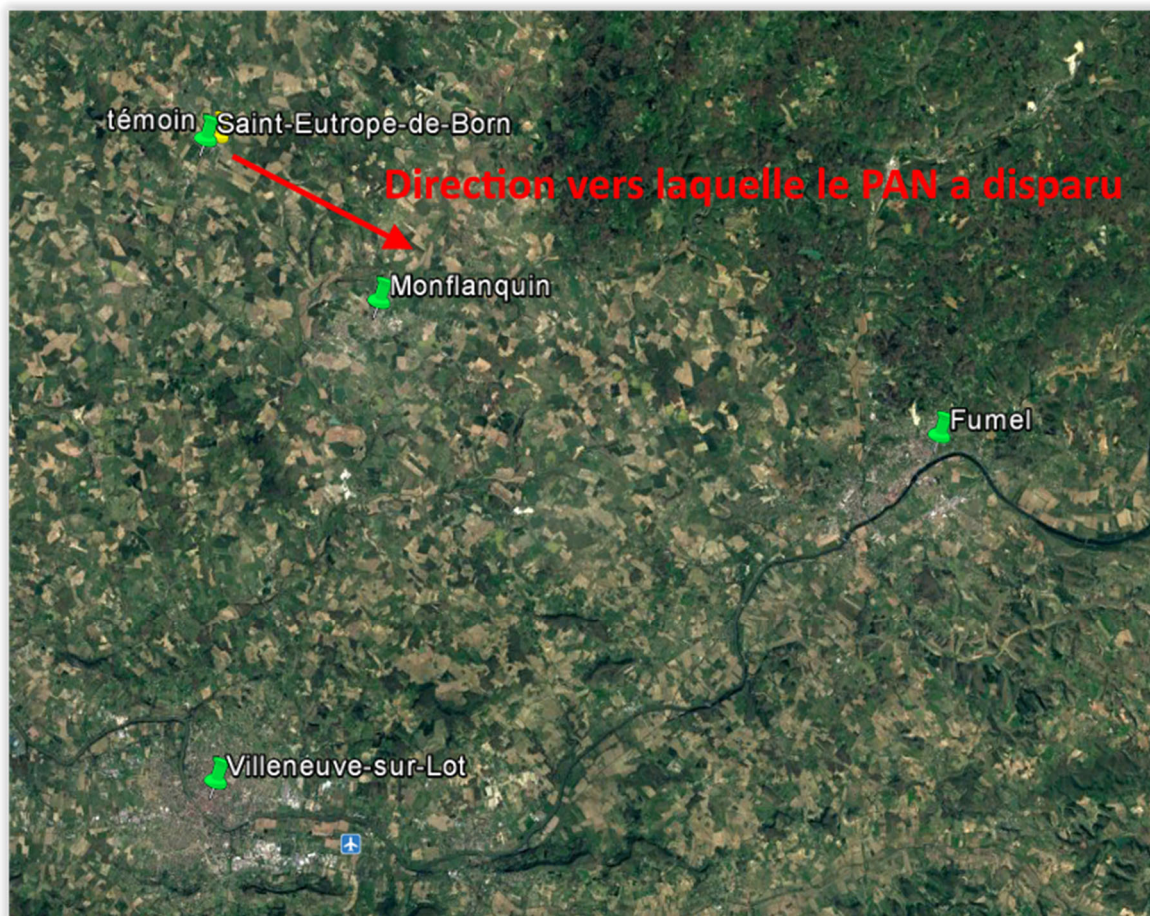 témoin
Saint-Eutrope-de-Born
Direction vers laquelle le PAN a disparu
Monflanquin
Fumel
Villeneuve-sur-Lot